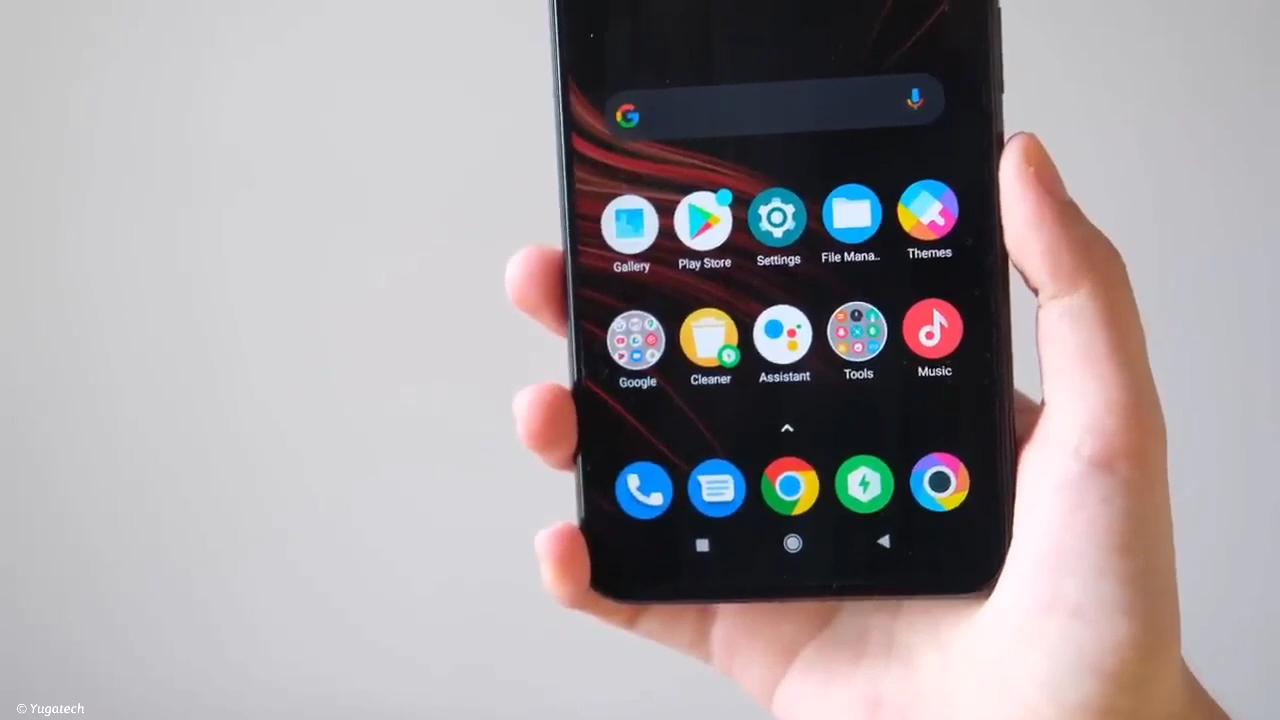 Gallery Play Store Settings File Mana.. Themes
Google Cleaner Assistant Tools Music
© Yugatech